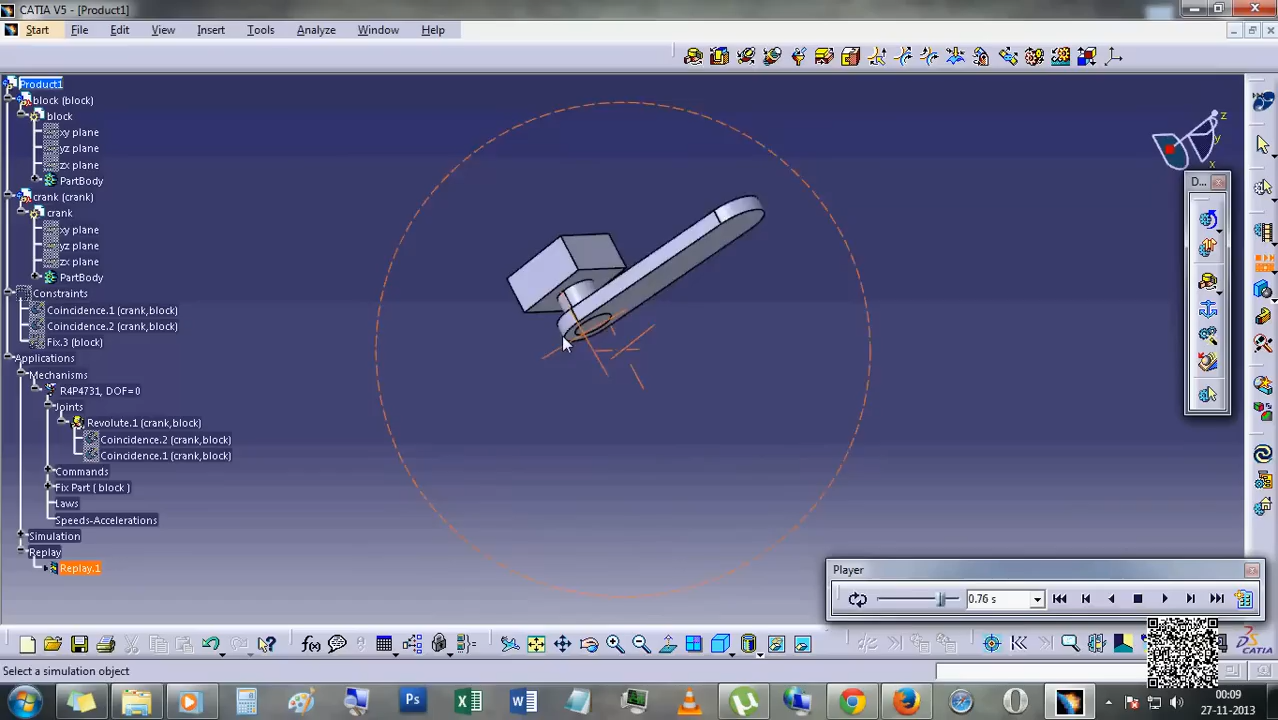 CATIA V5 - [Product1]
Start File Edit View Insert Tools Analyze Window Help
Product1
block (block)
block
xy plane
yz plane
zx plane
PartBody
crank (crank)
crank
xy plane
yz plane
zx plane
PartBody
Constraints
Coincidence.1 (crank,block)
Coincidence.2 (crank,block)
Fix.3 (block)
Applications
Mechanisms
R4P4731, DOF=0
Joints
Revolute.1 (crank,block)
Coincidence.2 (crank,block)
Coincidence.1 (crank,block)
Commands
Fix Part ( block )
Laws
Speeds-Accelerations
Simulation
Replay
Replay.1
z
y
x
D...
Player
0.76 s
f(x)
CATIA
Select a simulation object
Ps
00:09
27-11-2013